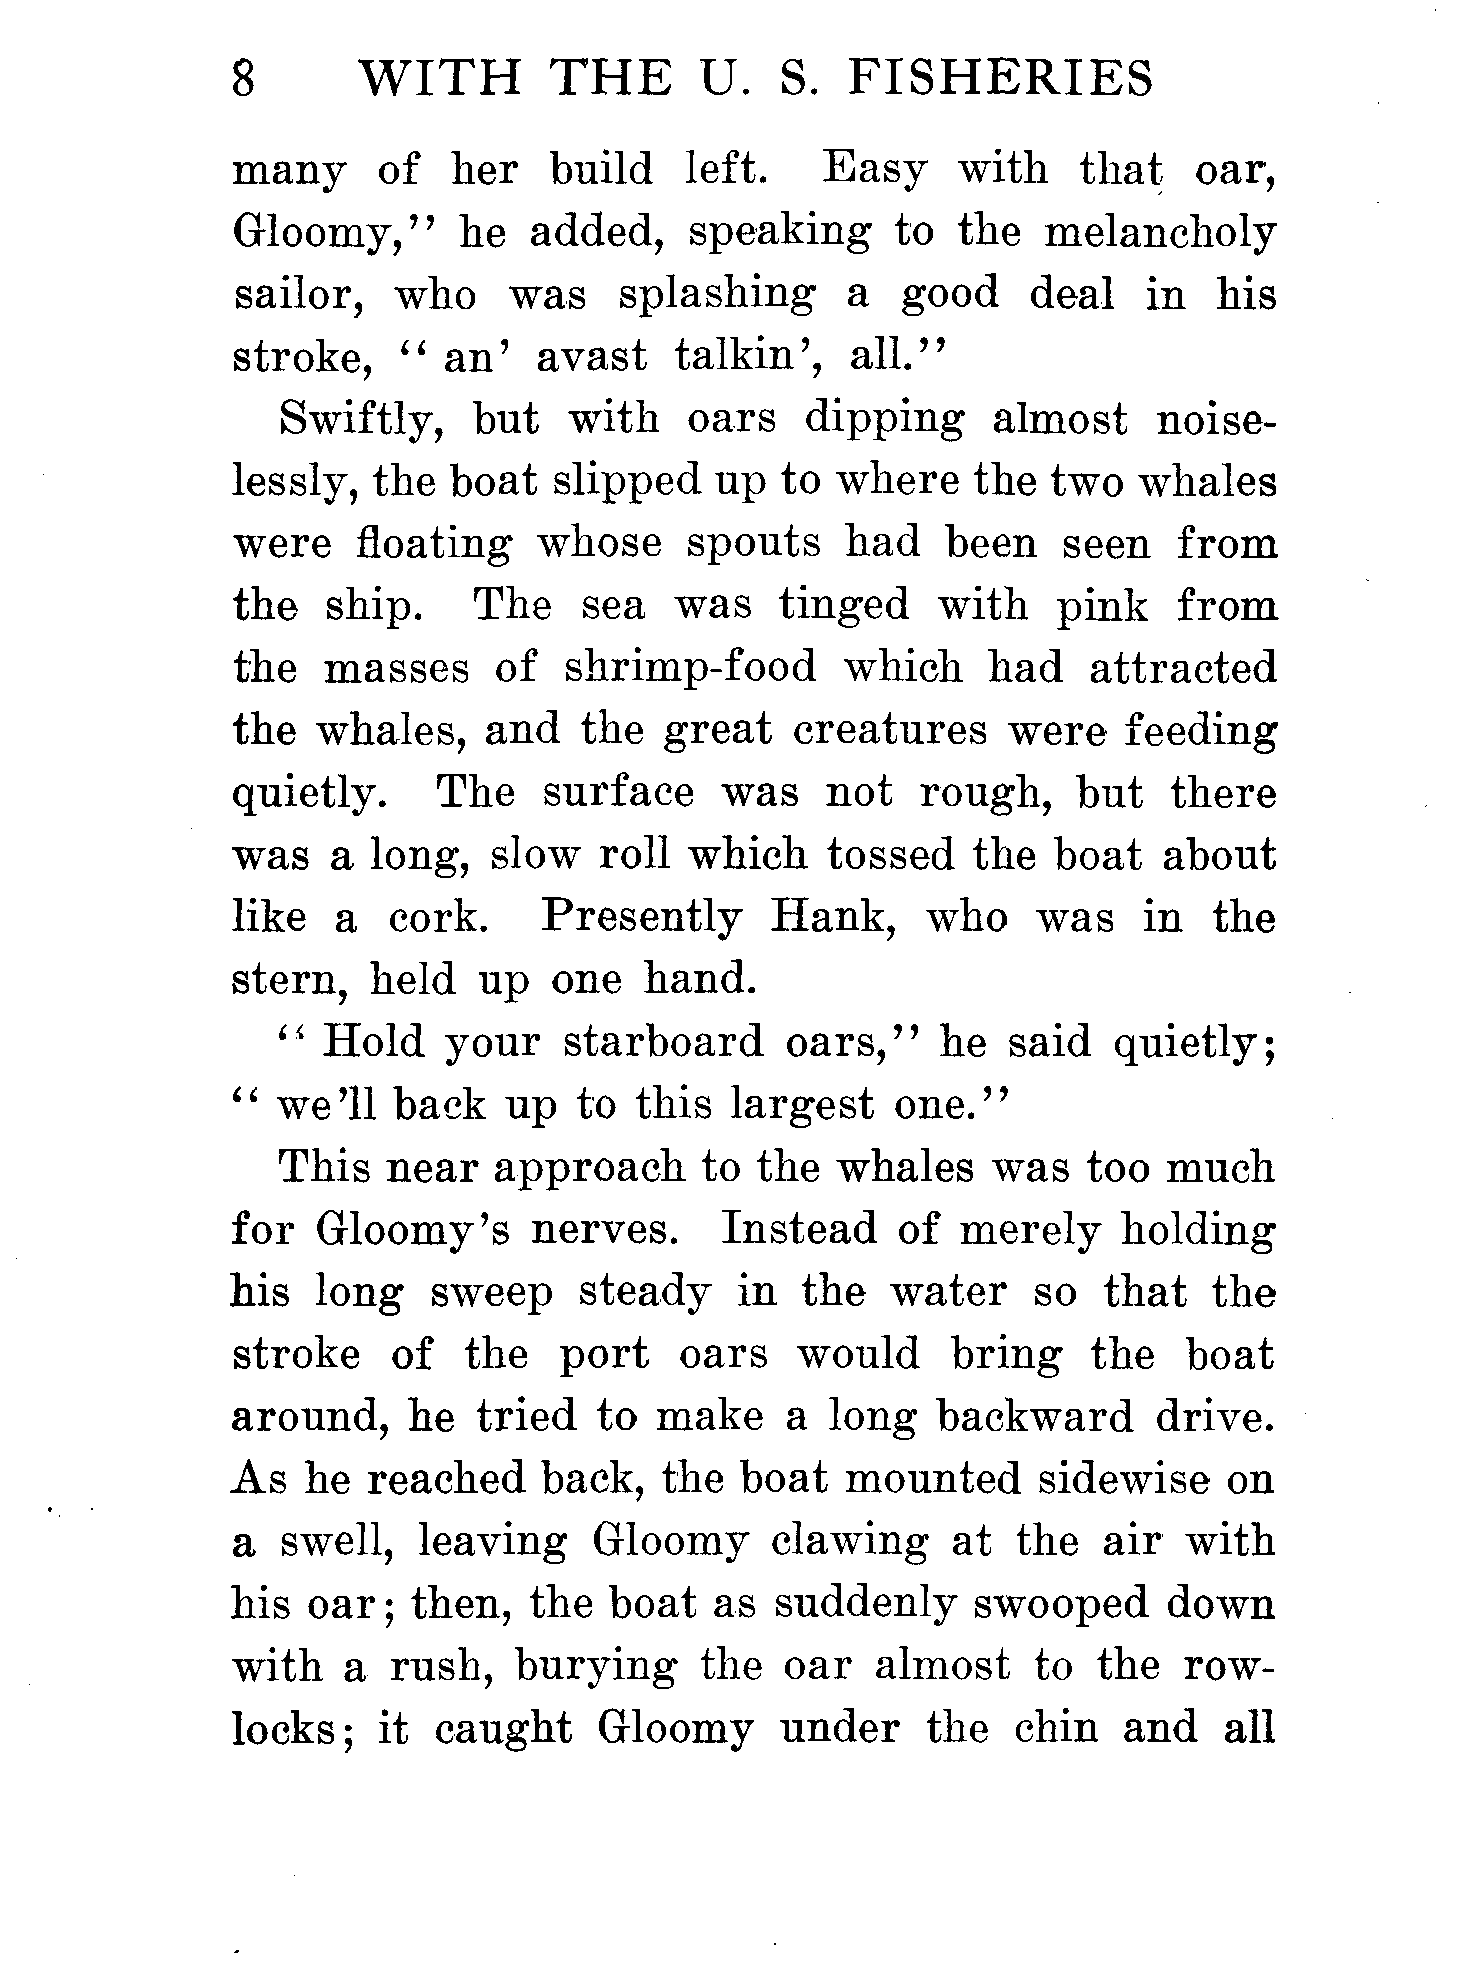 8 WITH THE U. S. FISHERIES
many of her build left. Easy with that oar,
Gloomy,'' he added, speaking to the melancholy
sailor, who was splashing a good deal in his
stroke, '' an' avast talkin', all.''
Swiftly, but with oars dipping almost noise-
lessly, the boat slipped up to where the two whales
were floating whose spouts had been seen from
the ship. The sea was tinged with pink from
the masses of shrimp-food which had attracted
the whales, and the great creatures were feeding
quietly. The surface was not rough, but there
was a long, slow roll which tossed the boat about
like a cork. Presently Hank, who was in the
stern, held up one hand.
'' Hold your starboard oars,'' he said quietly;
'' we'll back up to this largest one.''
This near approach to the whales was too much
for Gloomy's nerves. Instead of merely holding
his long sweep steady in the water so that the
stroke of the port oars would bring the boat
around, he tried to make a long backward drive.
As he reached back, the boat mounted sidewise on
a swell, leaving Gloomy clawing at the air with
his oar; then, the boat as suddenly swooped down
with a rush, burying the oar almost to the row-
locks; it caught Gloomy under the chin and all